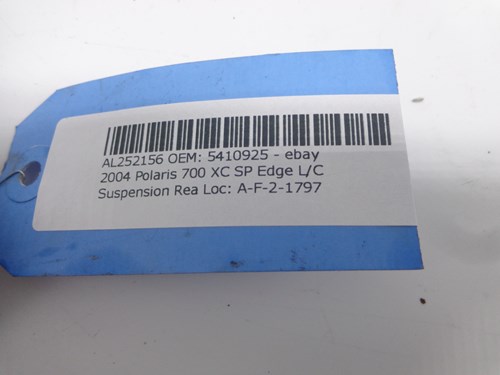 AL252156 OEM: 5410925 - ebay
2004 Polaris 700 XC SP Edge L/C
Suspension Rea Loc: A-F-2-1797